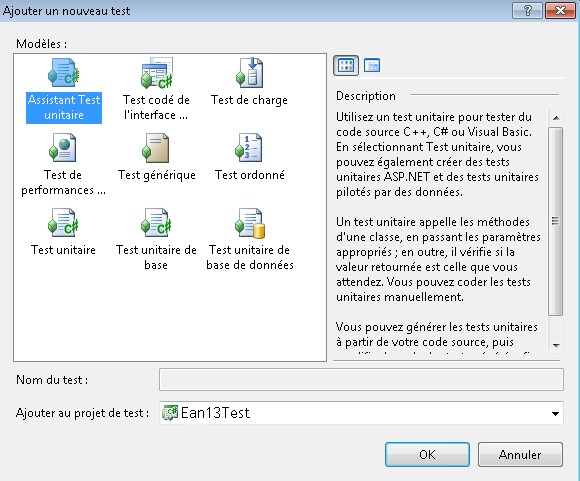 Ajouter un nouveau test
Modèles :
Assistant Test
unitaire
Test codé de
l'interface ...
Test de charge
Test de
performances ...
Test générique
Test ordonné
Test unitaire
Test unitaire de
base
Test unitaire de
base de données
Description
Utilisez un test unitaire pour tester du
code source C++, C# ou Visual Basic.
En sélectionnant Test unitaire, vous
pouvez également créer des tests
unitaires ASP.NET et des tests unitaires
pilotés par des données.
Un test unitaire appelle les méthodes
d'une classe, en passant les paramètres
appropriés ; en outre, il vérifie si la
valeur retournée est celle que vous
attendez. Vous pouvez coder les tests
unitaires manuellement.
Vous pouvez générer les tests unitaires
à partir de votre code source, puis
Nom du test :
Ajouter au projet de test :
Ean13Test
OK
Annuler